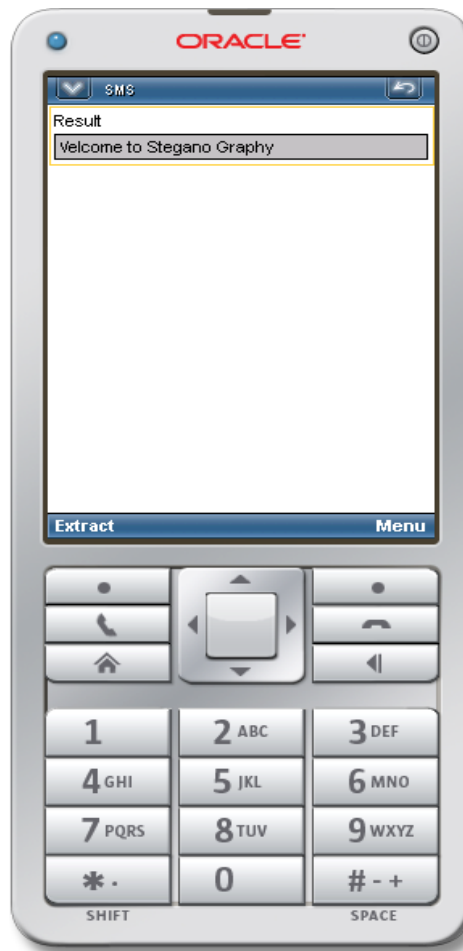 ORACLE
SMS
Result
Velcome to Stegano Graphy
Extract Menu
1 2 ABC 3 DEF
4 GHI 5 JKL 6 MNO
7 PQRS 8 TUV 9 WXYZ
* . 0 # - +
SHIFT SPACE